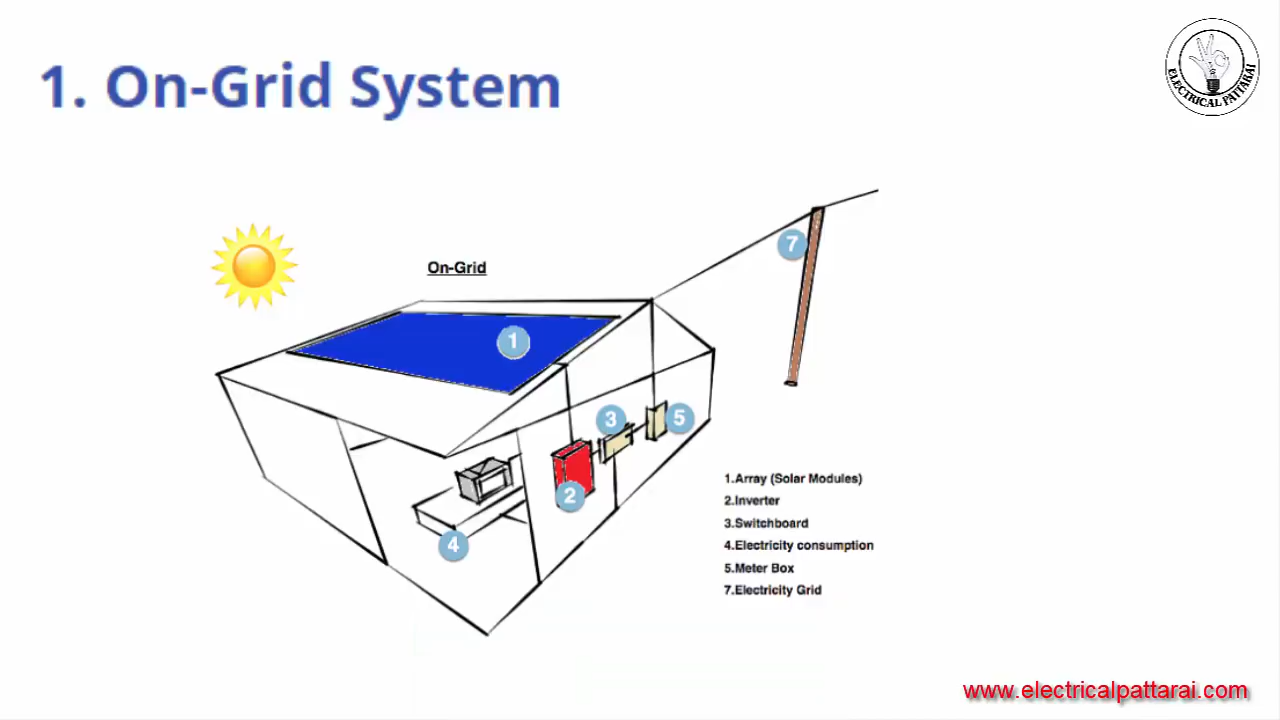 1. On-Grid System
ELECTRICAL PATTARAI
On-Grid
7
1
3
5
2
4
1.Array (Solar Modules)
2.Inverter
3.Switchboard
4.Electricity consumption
5.Meter Box
7.Electricity Grid
www.electricalpattarai.com